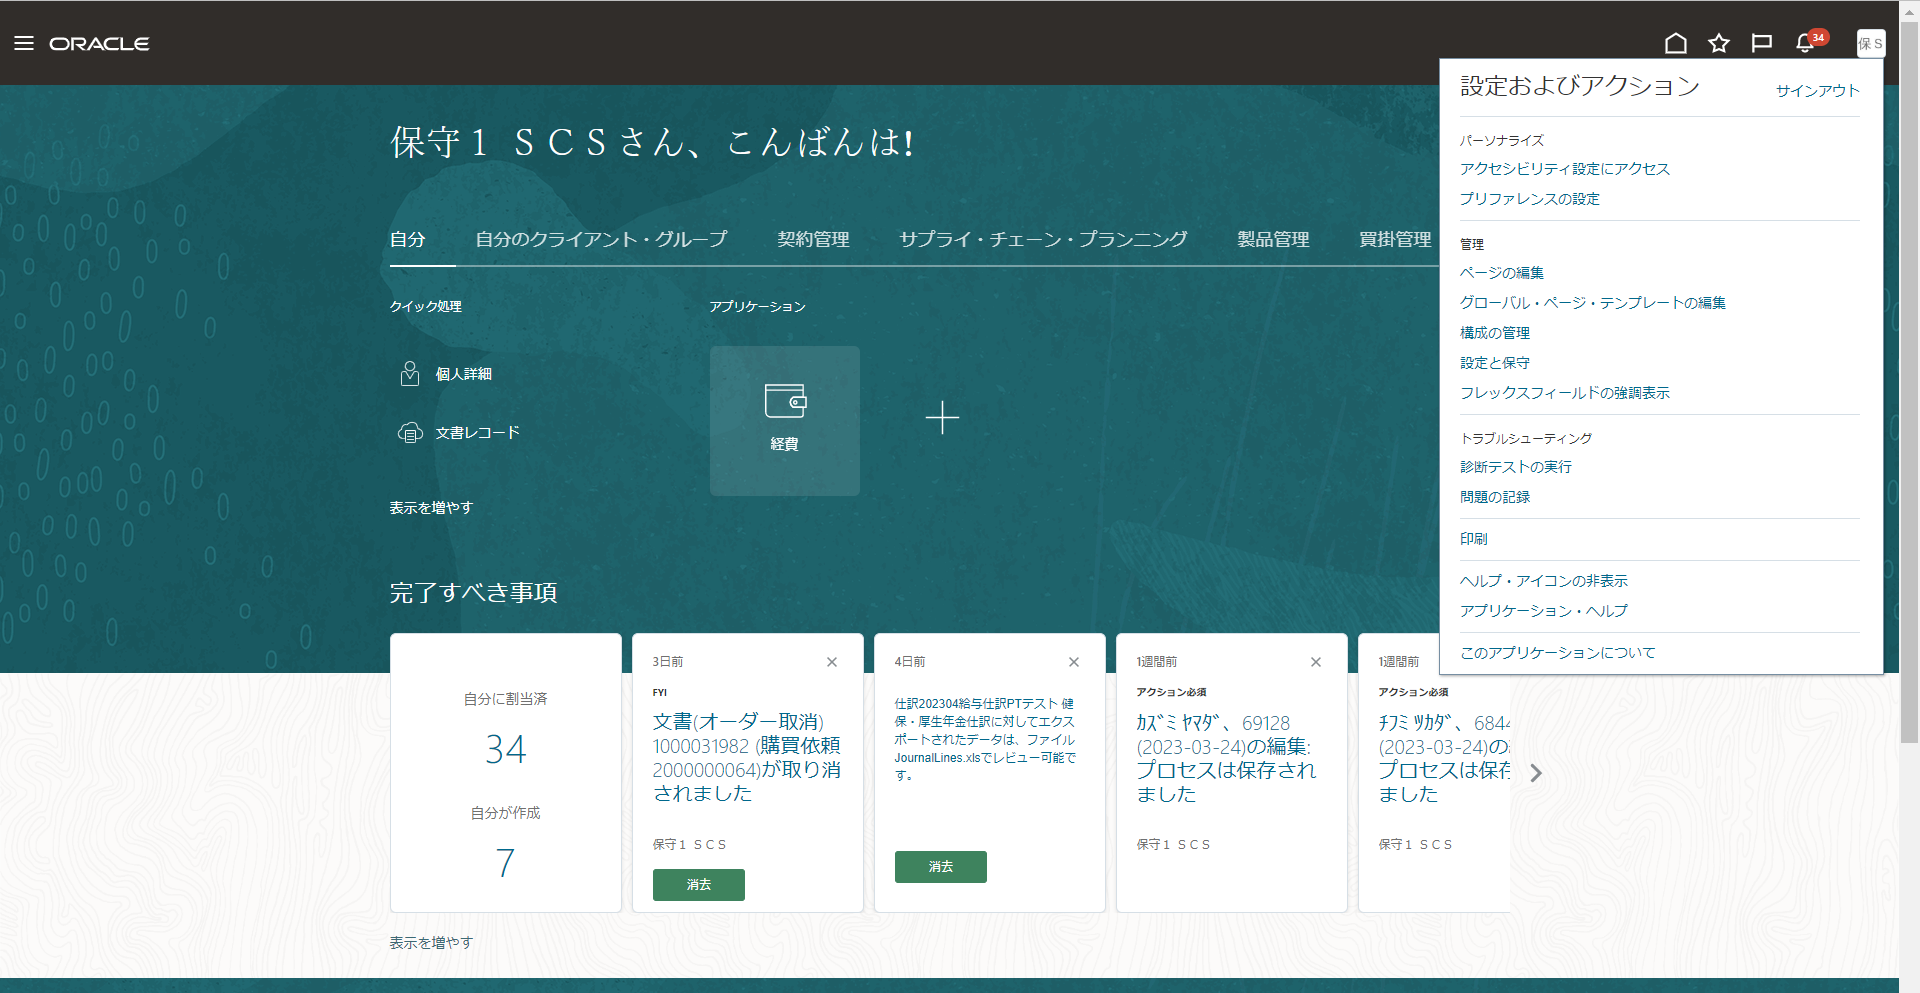 ORACLE
34
保 S
設定およびアクション
サインアウト
パーソナライズ
アクセシビリティ設定にアクセス
プリファレンスの設定
管理
ページの編集
グローバル・ページ・テンプレートの編集
構成の管理
設定と保守
フレックスフィールドの強調表示
トラブルシューティング
診断テストの実行
問題の記録
印刷
ヘルプ・アイコンの非表示
アプリケーション・ヘルプ
このアプリケーションについて
保守１ ＳＣＳさん、こんばんは!
自分
自分のクライアント・グループ
契約管理
サプライ・チェーン・プランニング
製品管理
買掛管理
クイック処理
個人詳細
文書レコード
表示を増やす
アプリケーション
経費
完了すべき事項
自分に割当済
34
自分が作成
7
3日前
FYI
文書(オーダー取消)
1000031982 (購買依頼
2000000064)が取り消
されました
保守１ ＳＣＳ
消去
4日前
仕訳202304給与仕訳PTテスト 健
保・厚生年金仕訳に対してエクス
ポートされたデータは、ファイル
JournalLines.xlsでレビュー可能で
す。
消去
1週間前
アクション必須
ｶｽﾞﾐ ﾔﾏﾀﾞ、69128
(2023-03-24)の編集:
プロセスは保存され
ました
保守１ ＳＣＳ
1週間前
アクション必須
ﾁﾌﾐ ﾂｶﾀﾞ、6844
(2023-03-24)の
プロセスは保存
ました
保守１ ＳＣＳ
表示を増やす